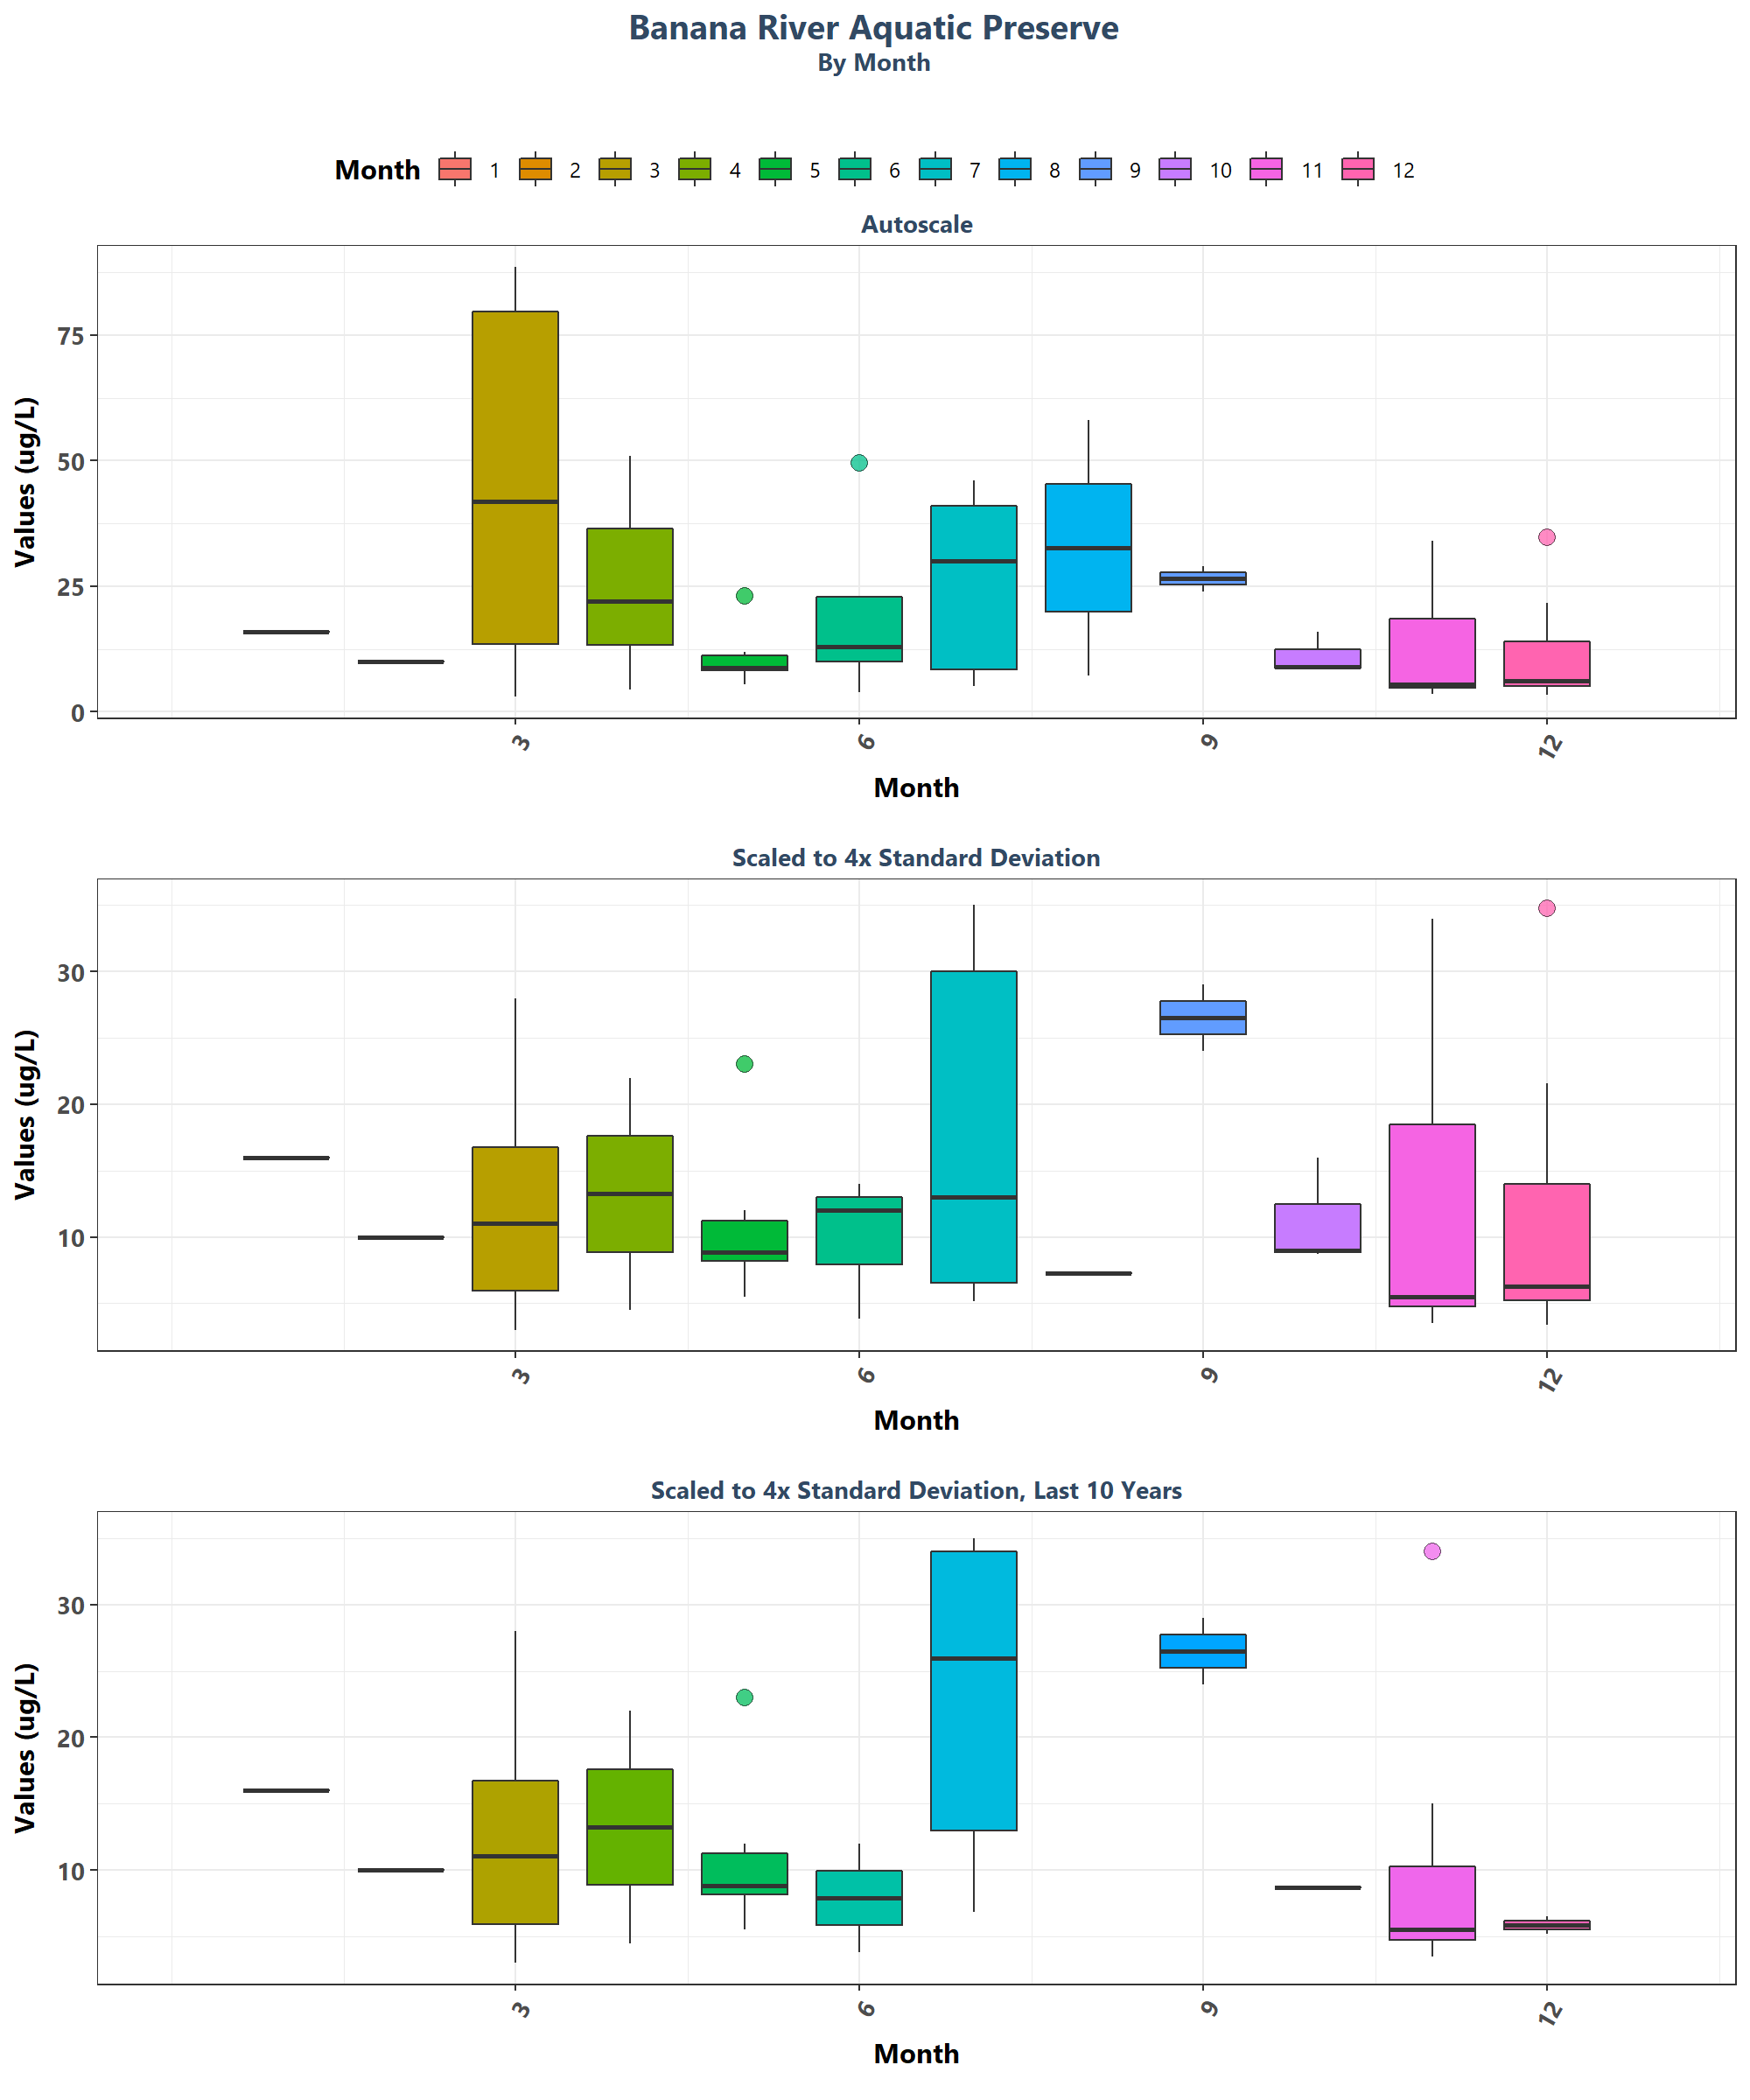 Banana River Aquatic Preserve
By Month
Month 1 2 3 4 5 6 7 8 9 10 11 12
Autoscale
Values (ug/L)
75
50
25
0
3 6 9 12
Month
Scaled to 4x Standard Deviation
Values (ug/L)
30
20
10
3 6 9 12
Month
Scaled to 4x Standard Deviation, Last 10 Years
Values (ug/L)
30
20
10
3 6 9 12
Month